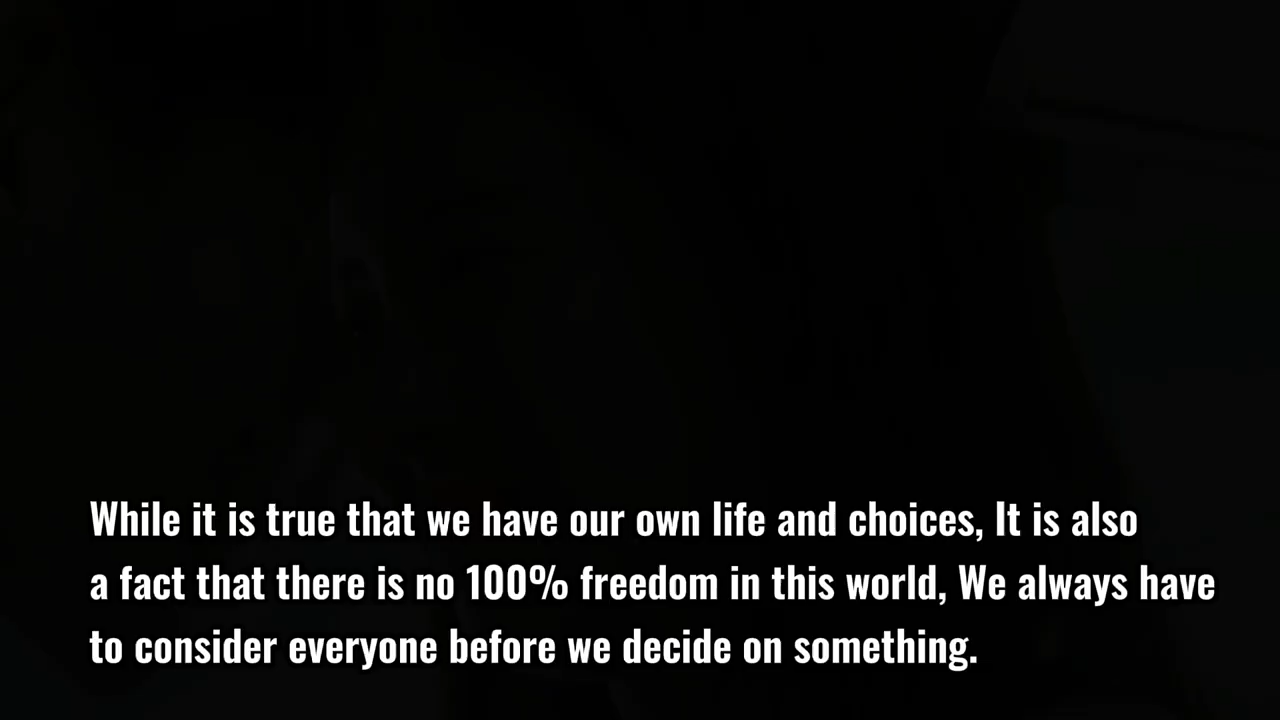 While it is true that we have our own life and choices, It is also
a fact that there is no 100% freedom in this world, We always have
to consider everyone before we decide on something.